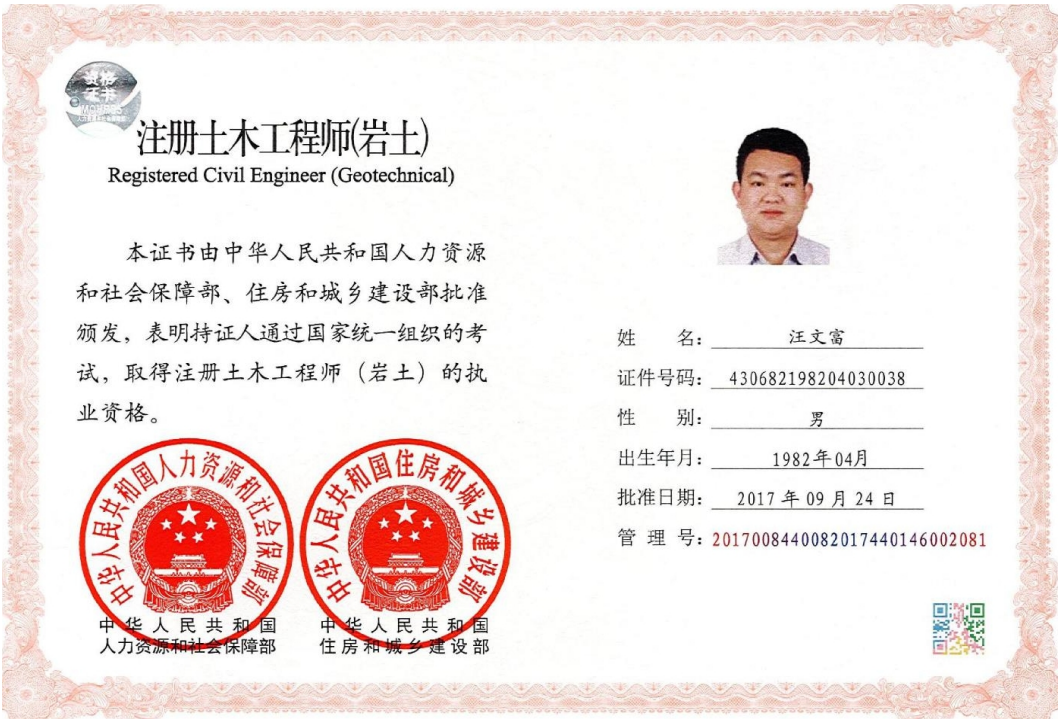 资格
证书
MOHRSS
注册土木工程师(岩土)
Registered Civil Engineer (Geotechnical)
本证书由中华人民共和国人力资源
和社会保障部、住房和城乡建设部批准
颁发，表明持证人通过国家统一组织的考
试，取得注册土木工程师（岩土）的执
业资格。
中华人民共和国人力资源和社会保障部
中华人民共和国住房和城乡建设部
中华人民共和国
人力资源和社会保障部
中华人民共和国
住房和城乡建设部
姓名：汪文富
证件号码：430682198204030038
性别：男
出生年月：1982年04月
批准日期：2017年09月24日
管理号：2017008440082017440146002081